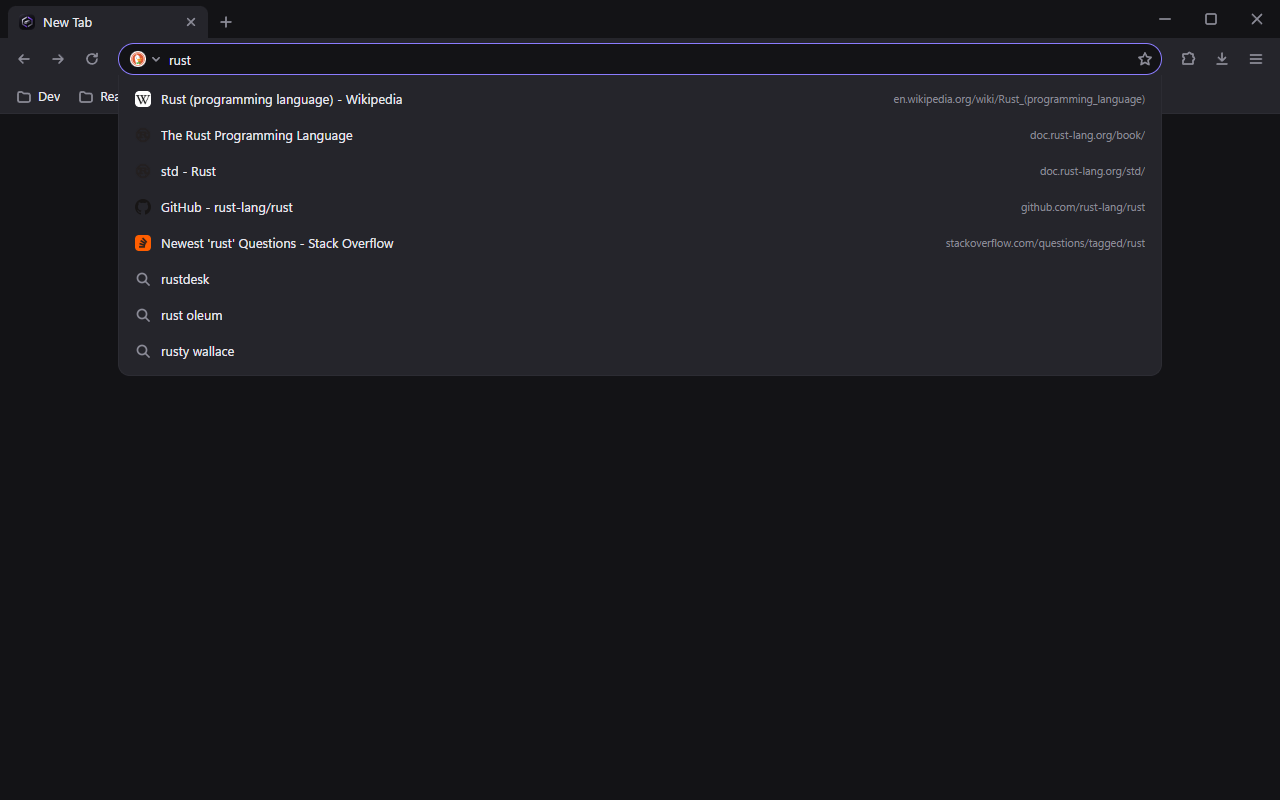 New Tab
rust
Dev
Rust (programming language) - Wikipedia en.wikipedia.org/wiki/Rust_(programming_language)
The Rust Programming Language doc.rust-lang.org/book/
std - Rust doc.rust-lang.org/std/
GitHub - rust-lang/rust github.com/rust-lang/rust
Newest 'rust' Questions - Stack Overflow stackoverflow.com/questions/tagged/rust
rustdesk
rust oleum
rusty wallace